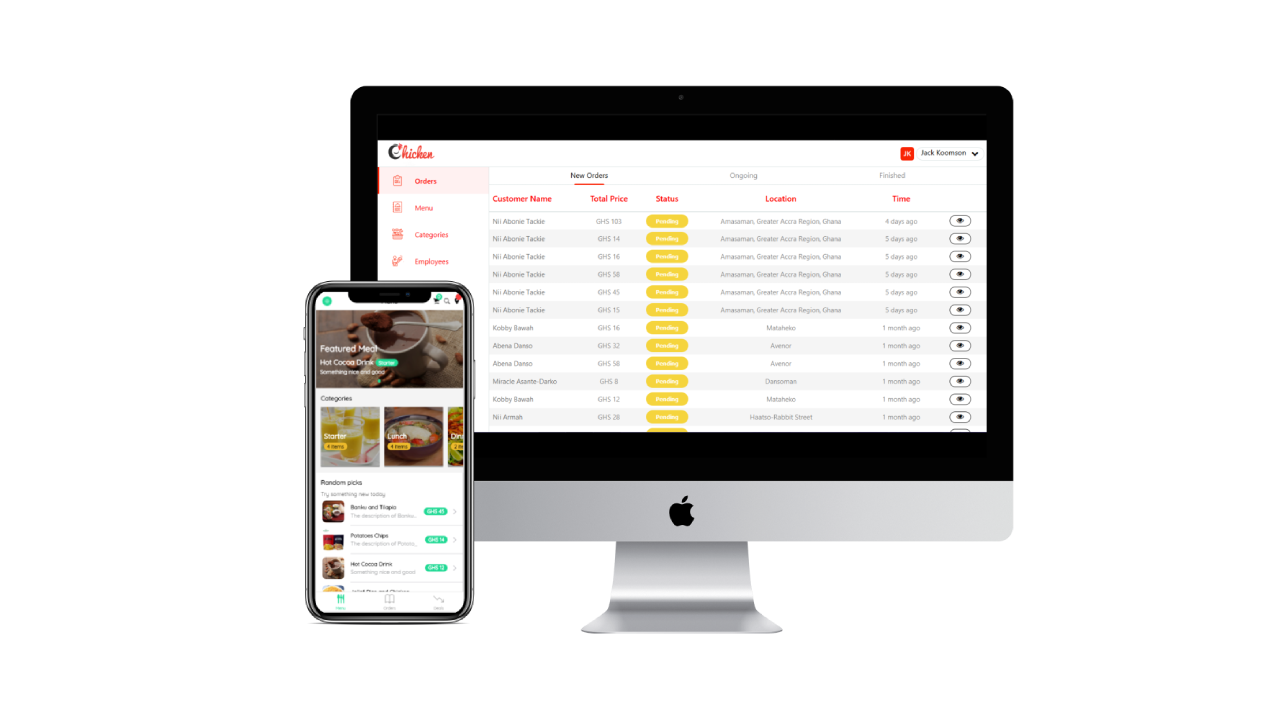 Chicken
JK Jack Koomson
Orders
Menu
Categories
Employees
New Orders Ongoing Finished
Customer Name Total Price Status Location Time
Nii Abonie Tackie GHS 103 Pending Amasaman, Greater Accra Region, Ghana 4 days ago
Nii Abonie Tackie GHS 14 Pending Amasaman, Greater Accra Region, Ghana 5 days ago
Nii Abonie Tackie GHS 16 Pending Amasaman, Greater Accra Region, Ghana 5 days ago
Nii Abonie Tackie GHS 58 Pending Amasaman, Greater Accra Region, Ghana 5 days ago
Nii Abonie Tackie GHS 45 Pending Amasaman, Greater Accra Region, Ghana 5 days ago
Nii Abonie Tackie GHS 15 Pending Amasaman, Greater Accra Region, Ghana 5 days ago
Kobby Bawah GHS 16 Pending Mataheko 1 month ago
Abena Danso GHS 32 Pending Avenor 1 month ago
Abena Danso GHS 58 Pending Avenor 1 month ago
Miracle Asante-Darko GHS 8 Pending Dansoman 1 month ago
Kobby Bawah GHS 12 Pending Mataheko 1 month ago
Nii Armah GHS 28 Pending Haatso-Rabbit Street 1 month ago
Featured Meal
Hot Cocoa Drink Starter
Something nice and good
Categories
Starter
4 items
Lunch
4 items
Random picks
Try something new today.
Banku and Tilapia GHS 45
The description of Banku...
Potatoes Chips GHS 14
The description of Potato...
Hot Cocoa Drink GHS 12
Something nice and good
Menu Orders